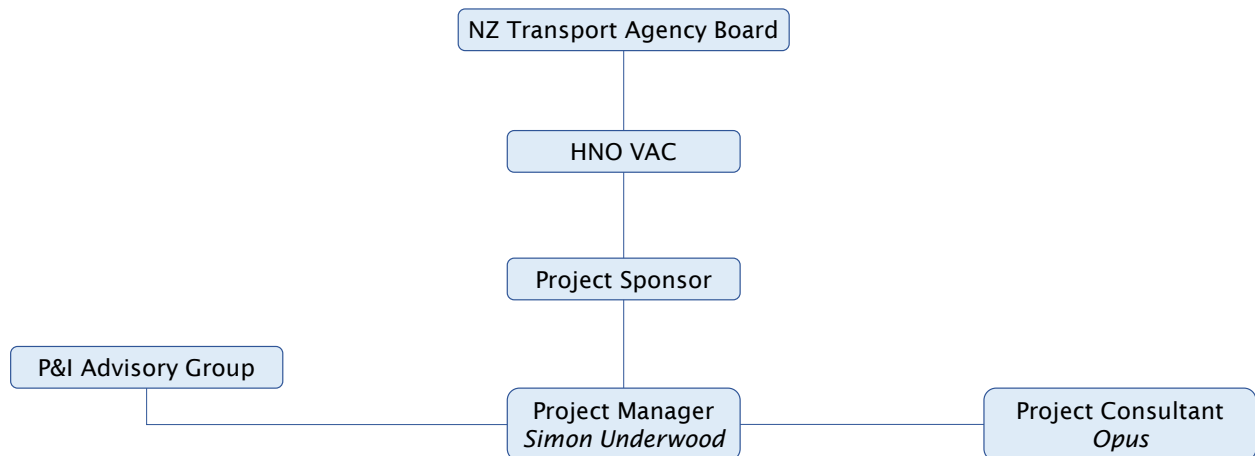 NZ Transport Agency Board
HNO VAC
Project Sponsor
P&I Advisory Group
Project Manager
Simon Underwood
Project Consultant
Opus